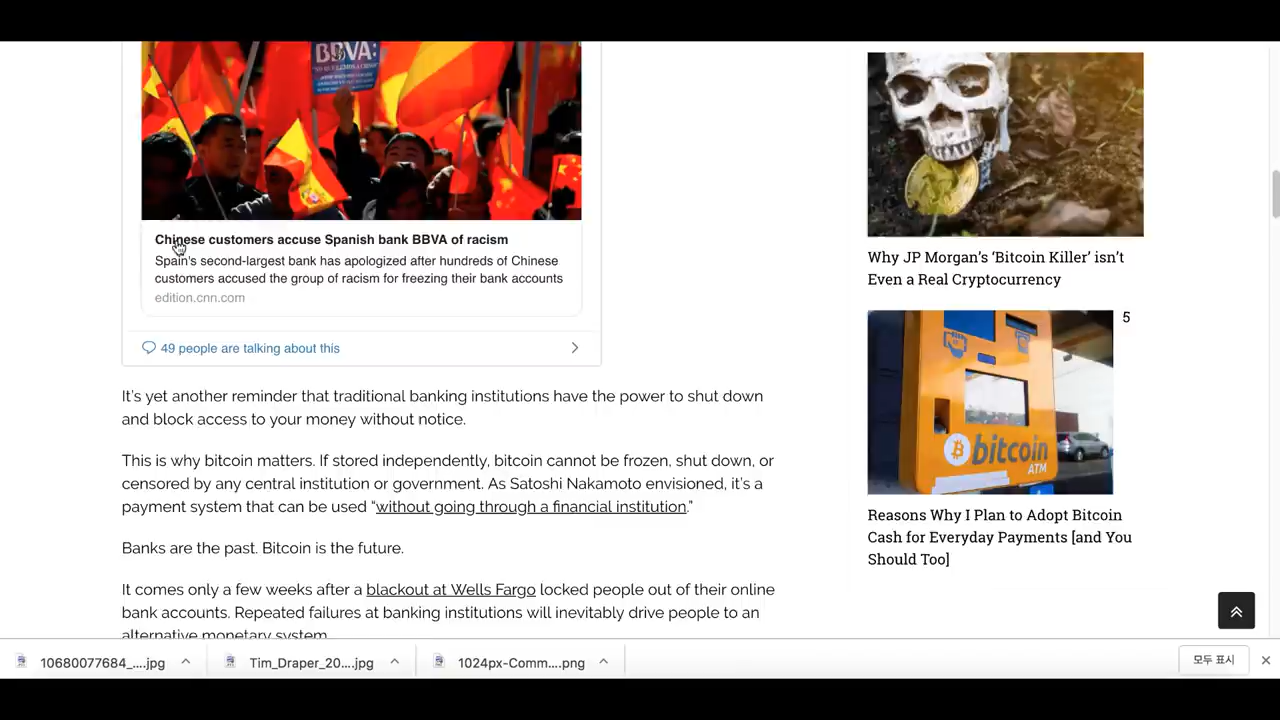 BBVA:
Chinese customers accuse Spanish bank BBVA of racism
Spain's second-largest bank has apologized after hundreds of Chinese
customers accused the group of racism for freezing their bank accounts
edition.cnn.com
49 people are talking about this
It's yet another reminder that traditional banking institutions have the power to shut down
and block access to your money without notice.
This is why bitcoin matters. If stored independently, bitcoin cannot be frozen, shut down, or
censored by any central institution or government. As Satoshi Nakamoto envisioned, it's a
payment system that can be used “without going through a financial institution.”
Banks are the past. Bitcoin is the future.
It comes only a few weeks after a blackout at Wells Fargo locked people out of their online
bank accounts. Repeated failures at banking institutions will inevitably drive people to an
alternative monetary system.
Why JP Morgan's ‘Bitcoin Killer’ isn't
Even a Real Cryptocurrency
bitcoin
ATM
5
Reasons Why I Plan to Adopt Bitcoin
Cash for Everyday Payments [and You
Should Too]
10680077684_....jpg
Tim_Draper_20....jpg
1024px-Comm....png
모두 표시